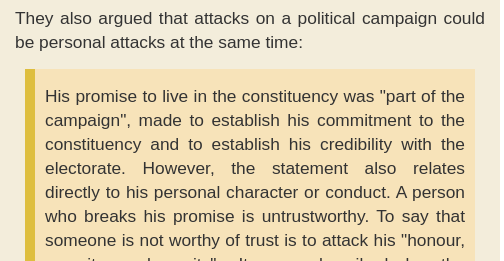 They also argued that attacks on a political campaign could
be personal attacks at the same time:
His promise to live in the constituency was "part of the
campaign", made to establish his commitment to the
constituency and to establish his credibility with the
electorate. However, the statement also relates
directly to his personal character or conduct. A person
who breaks his promise is untrustworthy. To say that
someone is not worthy of trust is to attack his "honour,